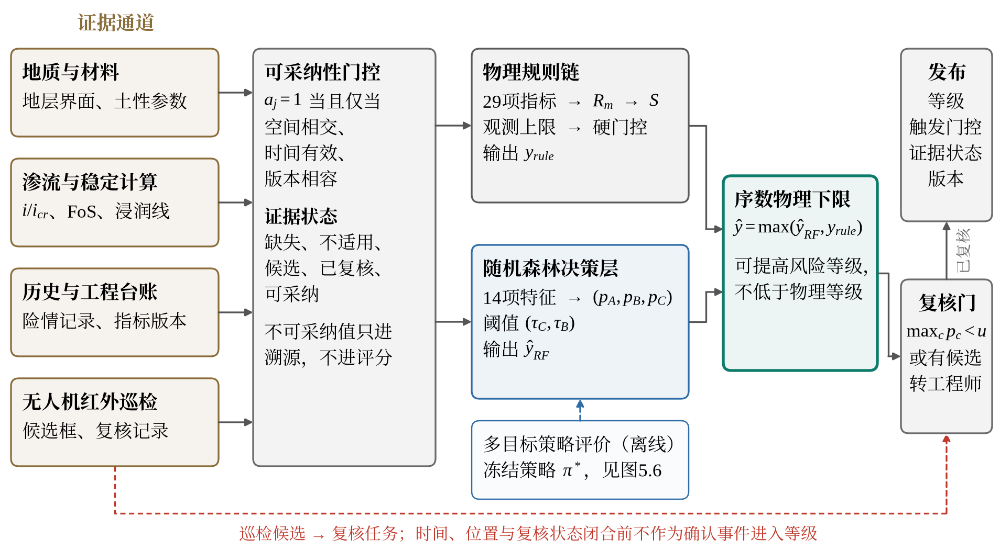 证据通道
地质与材料
地层界面、土性参数
渗流与稳定计算
i/i_cr、FoS、浸润线
历史与工程台账
险情记录、指标版本
无人机红外巡检
候选框、复核记录
可采纳性门控
a_j = 1 当且仅当
空间相交、
时间有效、
版本相容
证据状态
缺失、不适用、
候选、已复核、
可采纳
不可采纳值只进
溯源，不进评分
物理规则链
29项指标 → R_m → S
观测上限 → 硬门控
输出 y_rule
随机森林决策层
14项特征 → (p_A, p_B, p_C)
阈值 (τ_C, τ_B)
输出 ŷ_RF
多目标策略评价（离线）
冻结策略 π*，见图5.6
序数物理下限
ŷ = max(ŷ_RF, y_rule)
可提高风险等级，
不低于物理等级
发布
等级
触发门控
证据状态
版本
已复核
复核门
max_c p_c < u
或有候选
转工程师
巡检候选 → 复核任务；时间、位置与复核状态闭合前不作为确认事件进入等级